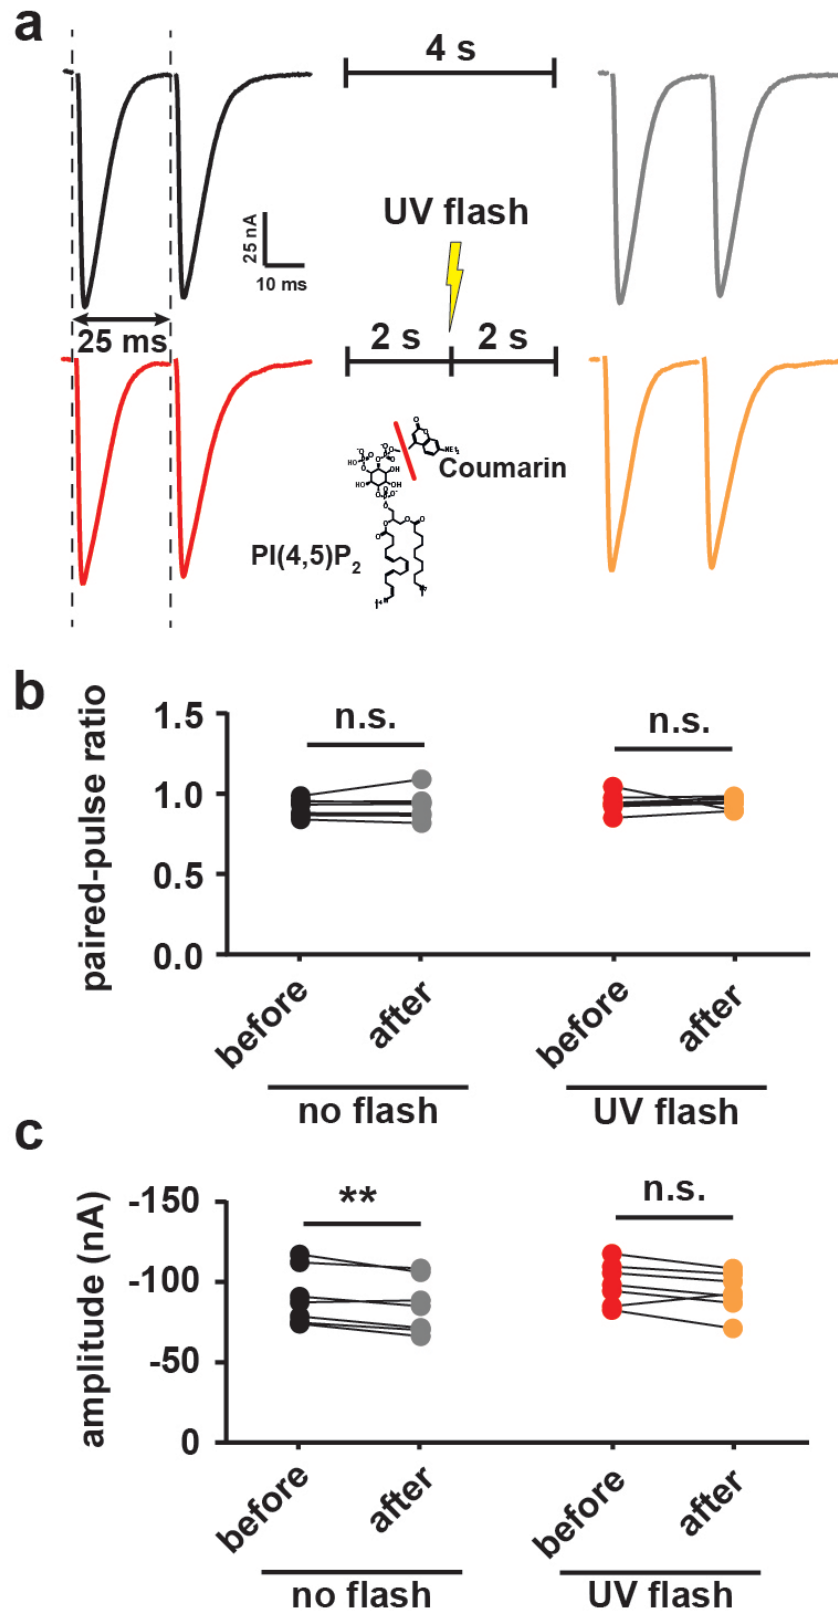 a
4 s
25 nA
10 ms
UV flash
25 ms
2 s 2 s
Coumarin
PI(4,5)P2
b
paired-pulse ratio
1.5
1.0
0.5
0.0
n.s.
n.s.
before after before after
no flash UV flash
c
amplitude (nA)
-150
-100
-50
0
**
n.s.
before after before after
no flash UV flash